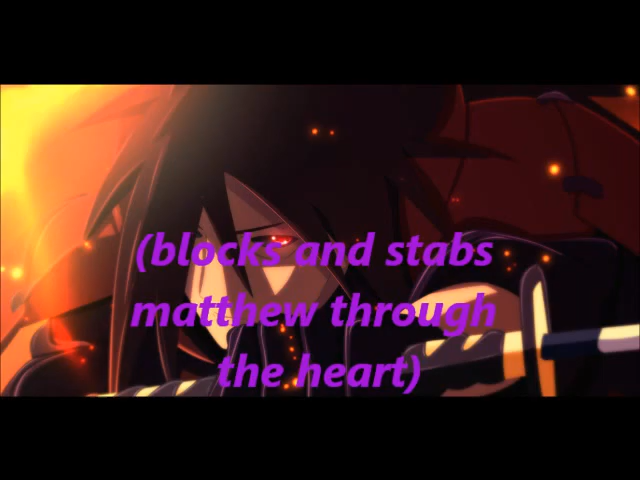 (blocks and stabs
matthew through
the heart)